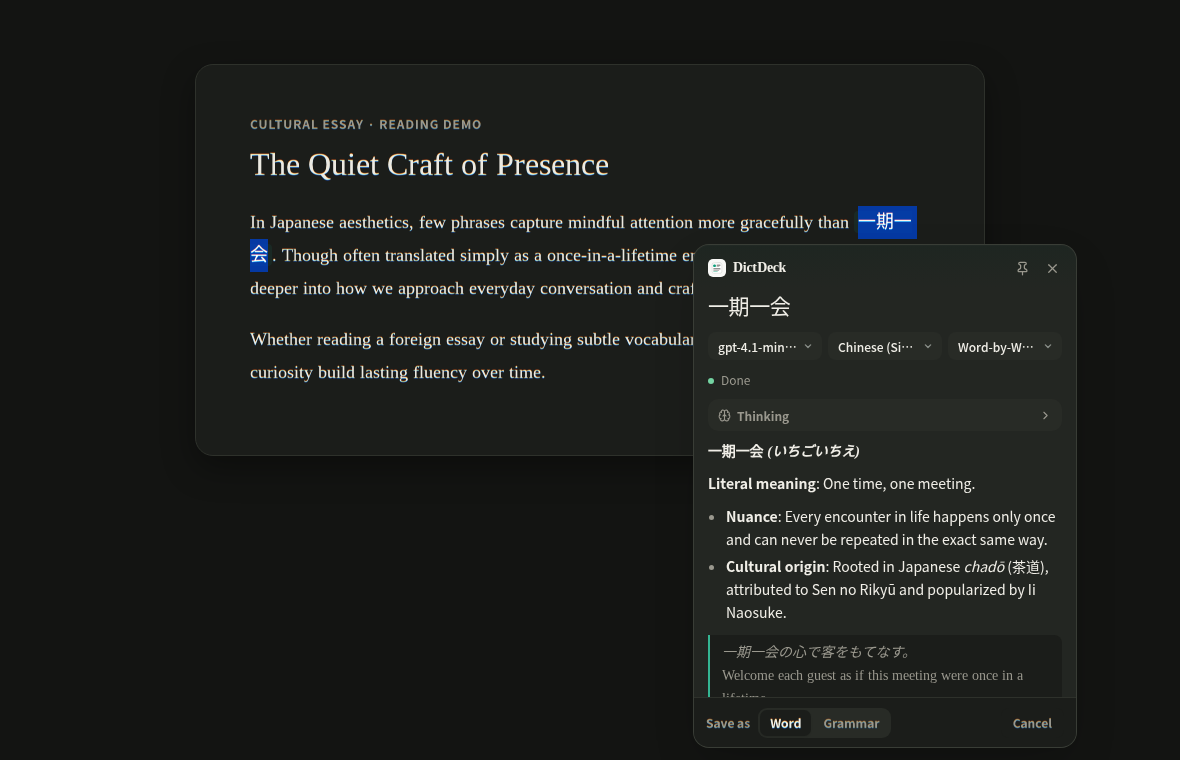 CULTURAL ESSAY · READING DEMO
The Quiet Craft of Presence
In Japanese aesthetics, few phrases capture mindful attention more gracefully than 一期一
会. Though often translated simply as a once-in-a-lifetime
deeper into how we approach everyday conversation and
Whether reading a foreign essay or studying subtle
curiosity build lasting fluency over time.
DictDeck
一期一会
gpt-4.1-min…
Chinese (Si…
Word-by-W…
Done
Thinking
一期一会 (いちごいちえ)
Literal meaning: One time, one meeting.
• Nuance: Every encounter in life happens only once
and can never be repeated in the exact same way.
• Cultural origin: Rooted in Japanese chadō (茶道),
attributed to Sen no Rikyū and popularized by Ii
Naosuke.
一期一会の心で客をもてなす。
Welcome each guest as if this meeting were once in a
Save as
Word
Grammar
Cancel